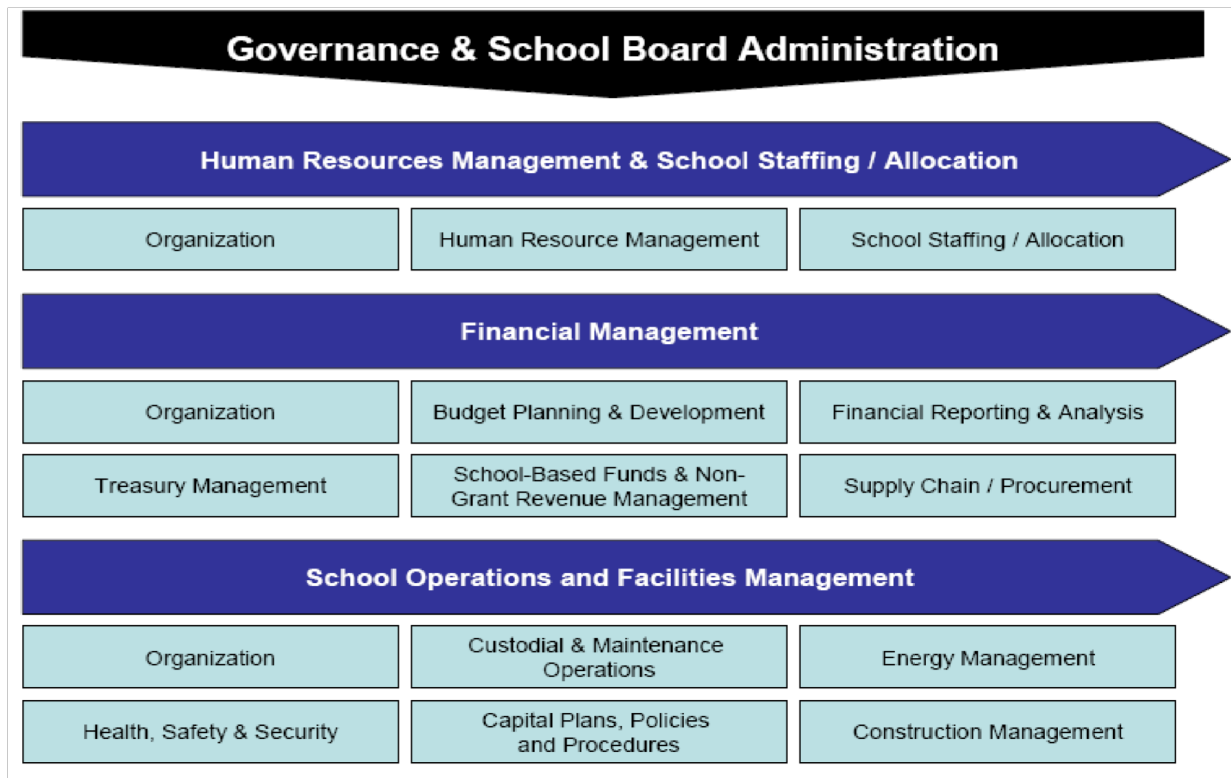 Governance & School Board Administration
Human Resources Management & School Staffing / Allocation
Organization
Human Resource Management
School Staffing / Allocation
Financial Management
Organization
Budget Planning & Development
Financial Reporting & Analysis
Treasury Management
School-Based Funds & Non-
Grant Revenue Management
Supply Chain / Procurement
School Operations and Facilities Management
Organization
Custodial & Maintenance
Operations
Energy Management
Health, Safety & Security
Capital Plans, Policies
and Procedures
Construction Management